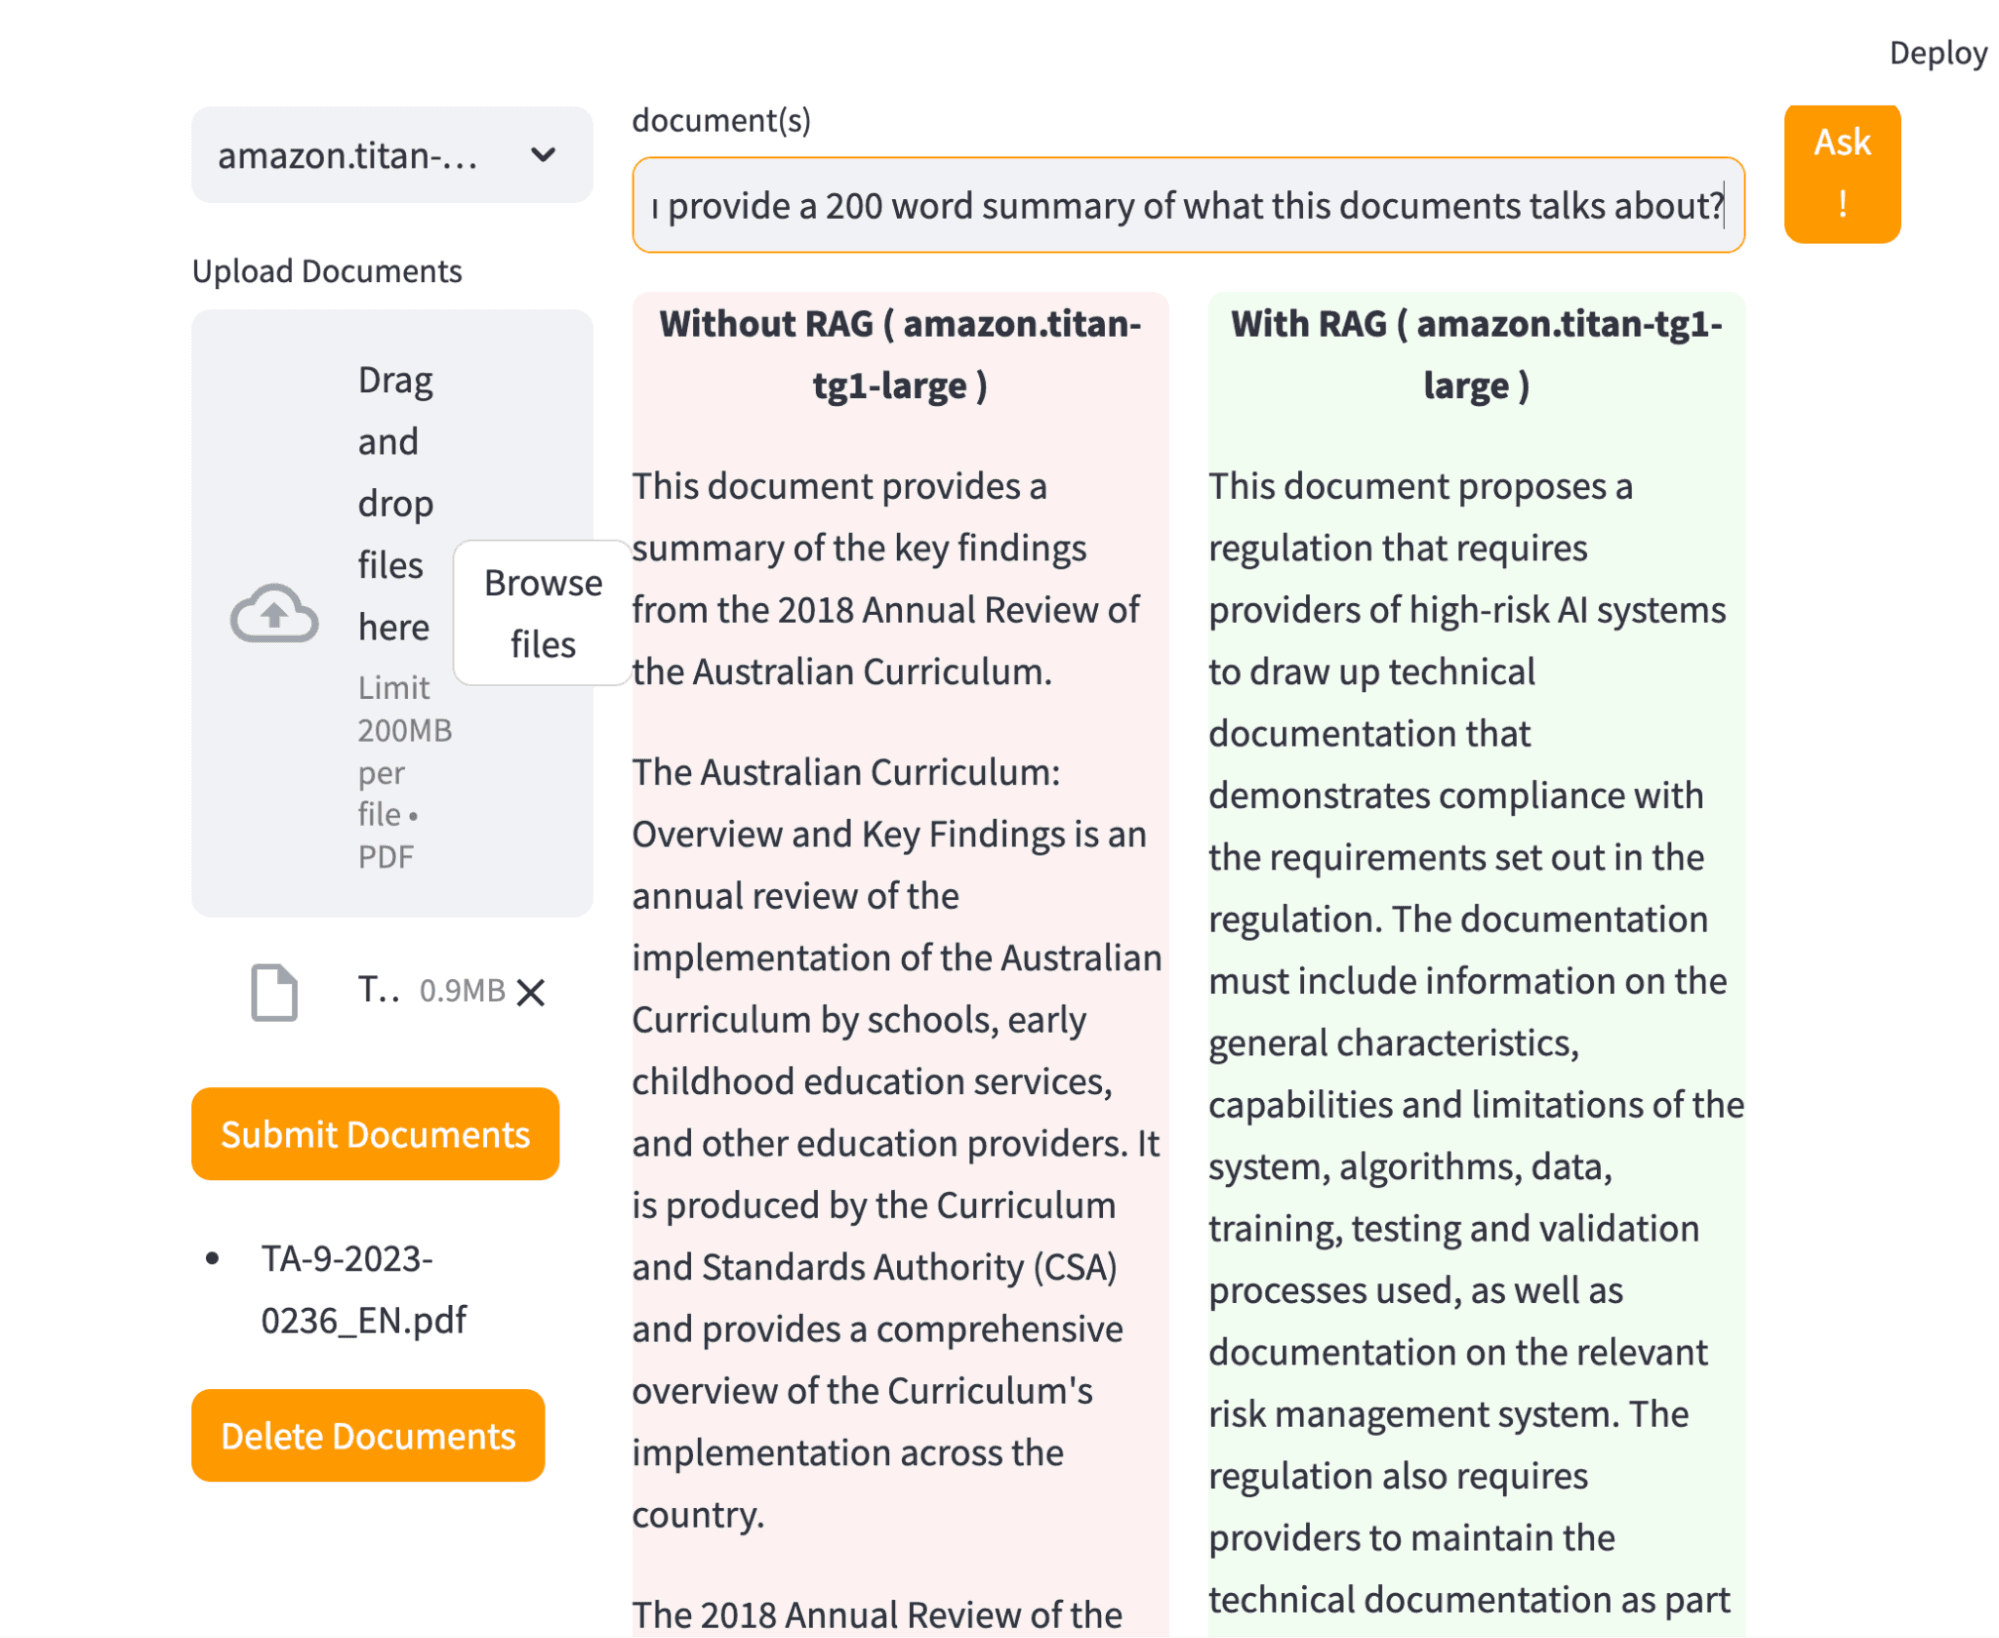 Deploy
amazon.titan-...
Upload Documents
Drag
and
drop
files
here
Limit
200MB
per
file •
PDF
Browse
files
T.. 0.9MB
Submit Documents
• TA-9-2023-
0236_EN.pdf
Delete Documents
document(s)
provide a 200 word summary of what this documents talks about?
Ask
!
Without RAG ( amazon.titan-
tg1-large )
This document provides a
summary of the key findings
from the 2018 Annual Review of
the Australian Curriculum.
The Australian Curriculum:
Overview and Key Findings is an
annual review of the
implementation of the Australian
Curriculum by schools, early
childhood education services,
and other education providers. It
is produced by the Curriculum
and Standards Authority (CSA)
and provides a comprehensive
overview of the Curriculum's
implementation across the
country.
The 2018 Annual Review of the
With RAG ( amazon.titan-tg1-
large )
This document proposes a
regulation that requires
providers of high-risk AI systems
to draw up technical
documentation that
demonstrates compliance with
the requirements set out in the
regulation. The documentation
must include information on the
general characteristics,
capabilities and limitations of the
system, algorithms, data,
training, testing and validation
processes used, as well as
documentation on the relevant
risk management system. The
regulation also requires
providers to maintain the
technical documentation as part